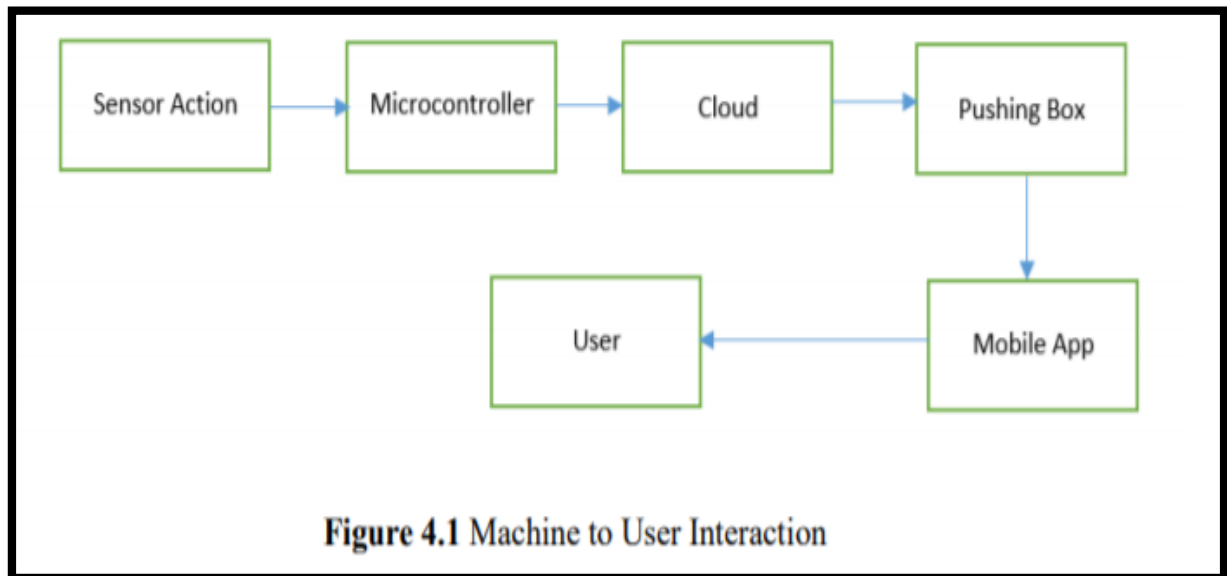 Sensor Action
Microcontroller
Cloud
Pushing Box
User
Mobile App
Figure 4.1 Machine to User Interaction